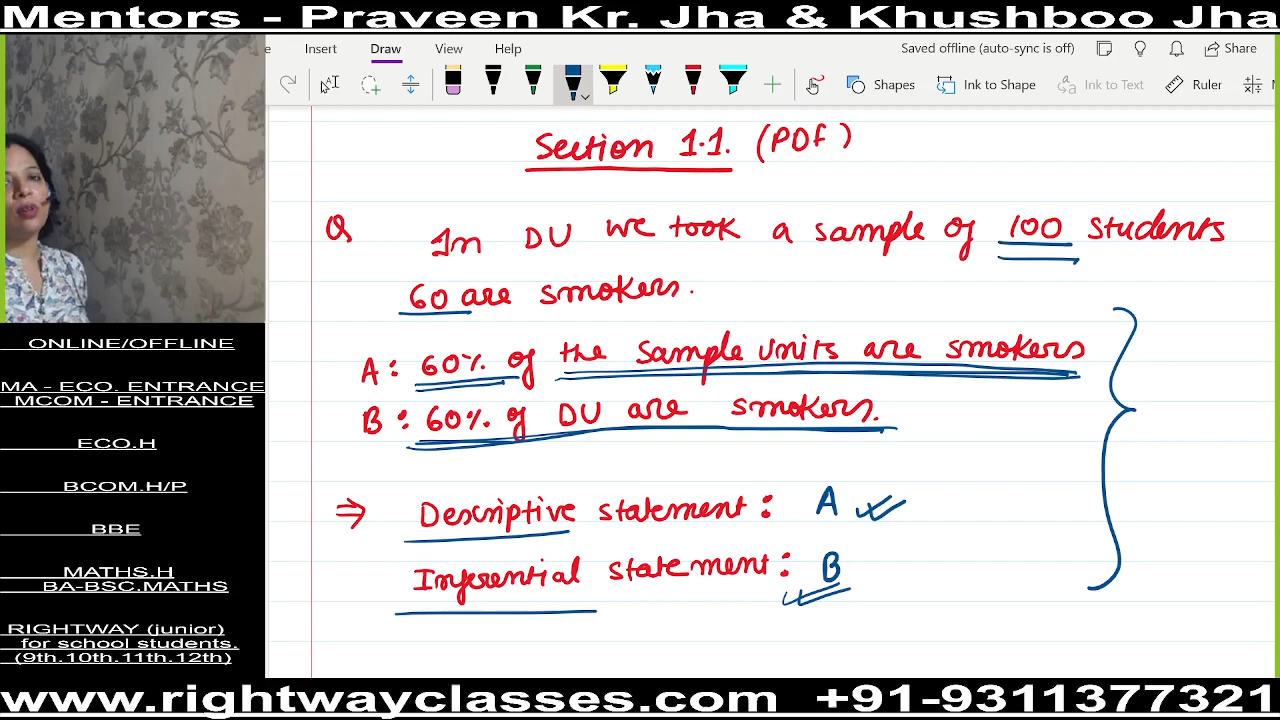 Mentors - Praveen Kr. Jha & Khushboo Jha
Insert Draw View Help Saved offline (auto-sync is off) Share
Shapes Ink to Shape Ink to Text Ruler
Section 1.1. (PDF)
Q In DU we took a sample of 100 students
60 are smokers.
A: 60% of the sample units are smokers
B: 60% of DU are smokers.
⇒ Descriptive statement: A
Inferential statement: B
ONLINE/OFFLINE
MA - ECO. ENTRANCE
MCOM - ENTRANCE
ECO.H
BCOM.H/P
BBE
MATHS.H
BA-BSC.MATHS
RIGHTWAY (junior)
for school students.
(9th.10th.11th.12th)
www.rightwayclasses.com +91-9311377321